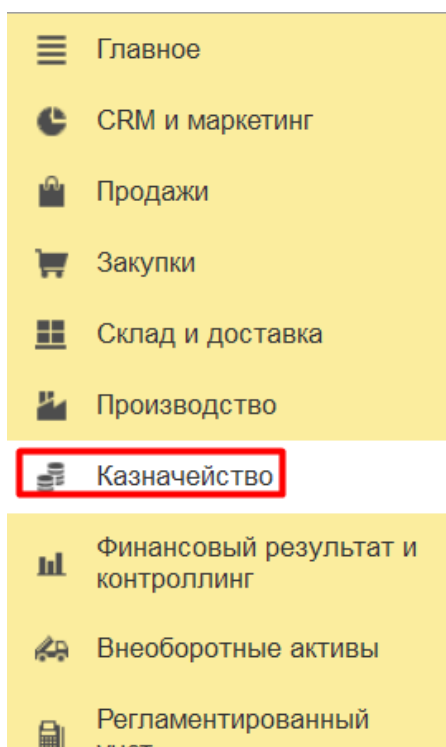 Главное
CRM и маркетинг
Продажи
Закупки
Склад и доставка
Производство
Казначейство
Финансовый результат и
контроллинг
Внеоборотные активы
Регламентированный